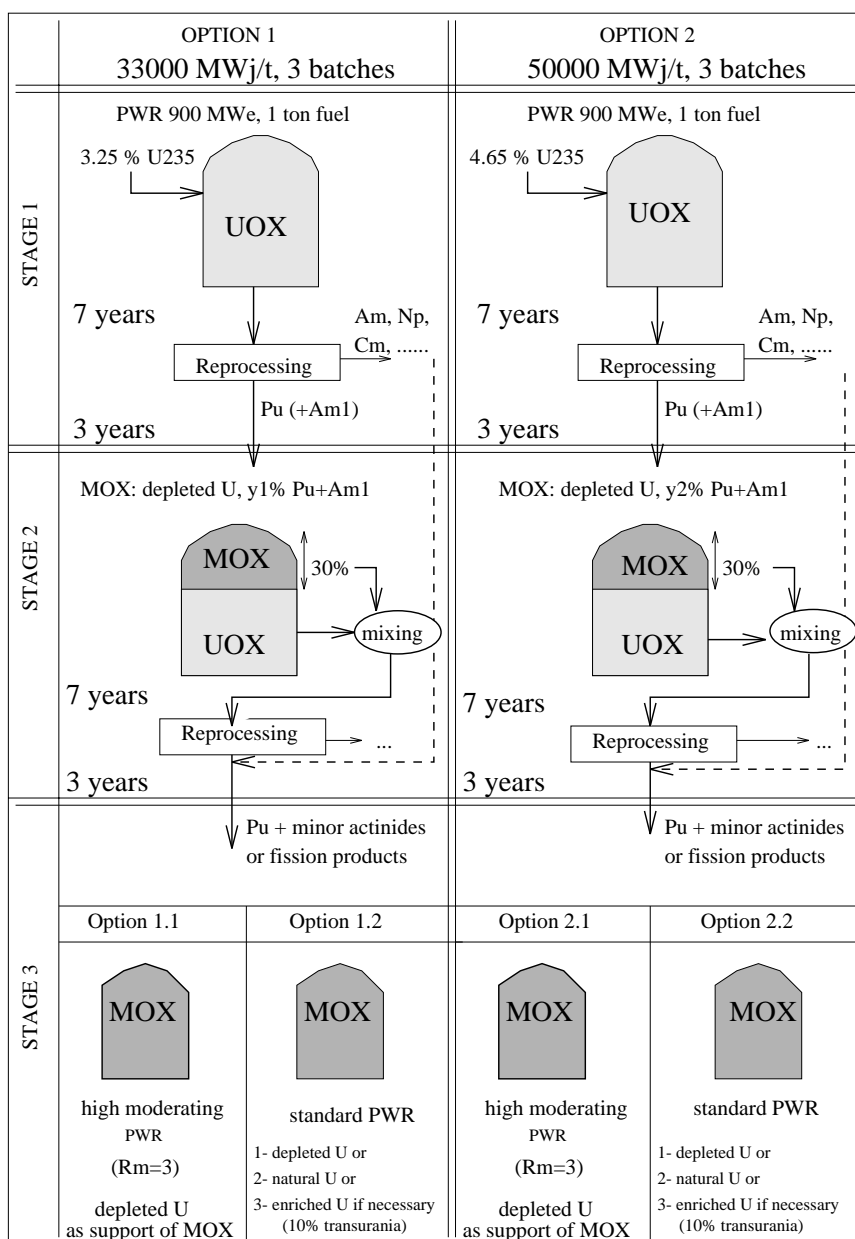 OPTION 1
33000 MWj/t, 3 batches
OPTION 2
50000 MWj/t, 3 batches
STAGE 1
PWR 900 MWe, 1 ton fuel
3.25 % U235
UOX
7 years
Am, Np,
Cm, ......
Reprocessing
Pu (+Am1)
3 years
PWR 900 MWe, 1 ton fuel
4.65 % U235
UOX
7 years
Am, Np,
Cm, ......
Reprocessing
Pu (+Am1)
3 years
STAGE 2
MOX: depleted U, y1% Pu+Am1
MOX
30%
UOX
mixing
7 years
Reprocessing
...
3 years
MOX: depleted U, y2% Pu+Am1
MOX
30%
UOX
mixing
7 years
Reprocessing
...
3 years
STAGE 3
Pu + minor actinides
or fission products
Pu + minor actinides
or fission products
Option 1.1
MOX
high moderating
PWR
(Rm=3)
depleted U
as support of MOX
Option 1.2
MOX
standard PWR
1- depleted U or
2- natural U or
3- enriched U if necessary
(10% transurania)
Option 2.1
MOX
high moderating
PWR
(Rm=3)
depleted U
as support of MOX
Option 2.2
MOX
standard PWR
1- depleted U or
2- natural U or
3- enriched U if necessary
(10% transurania)